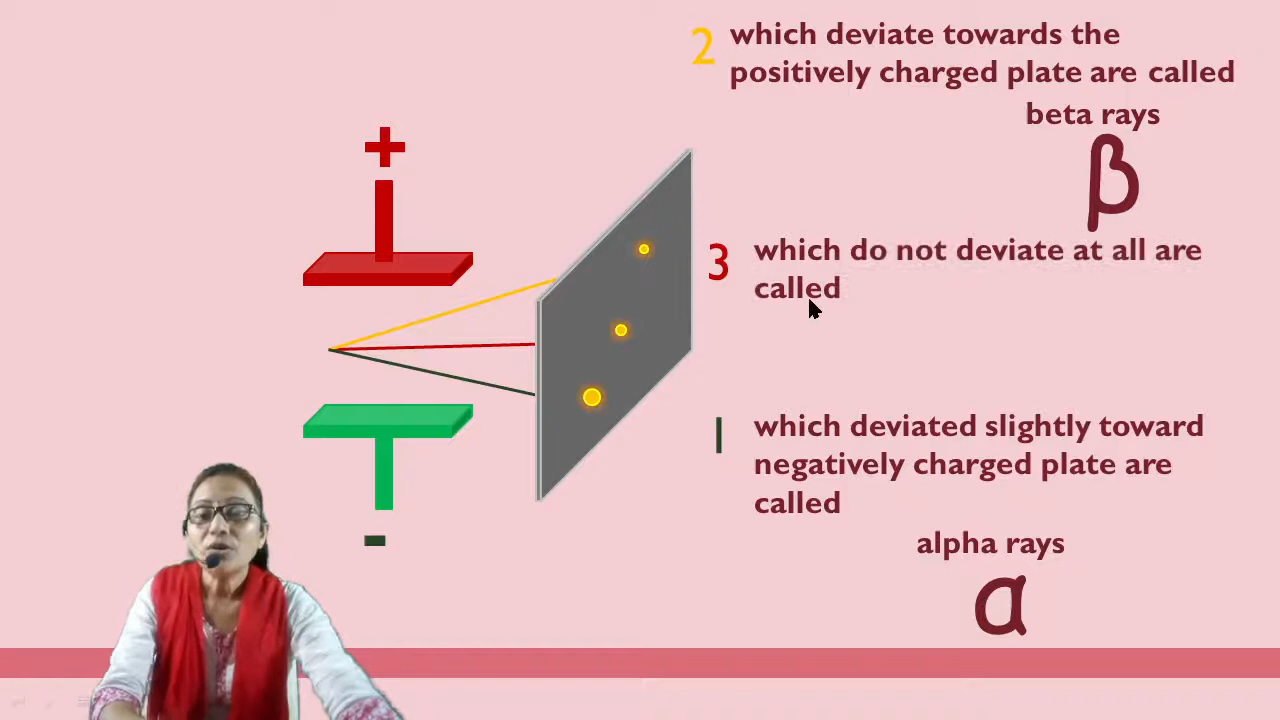 2 which deviate towards the
positively charged plate are called
beta rays
β
+
3 which do not deviate at all are
called
1 which deviated slightly toward
negatively charged plate are
called
-
alpha rays
α